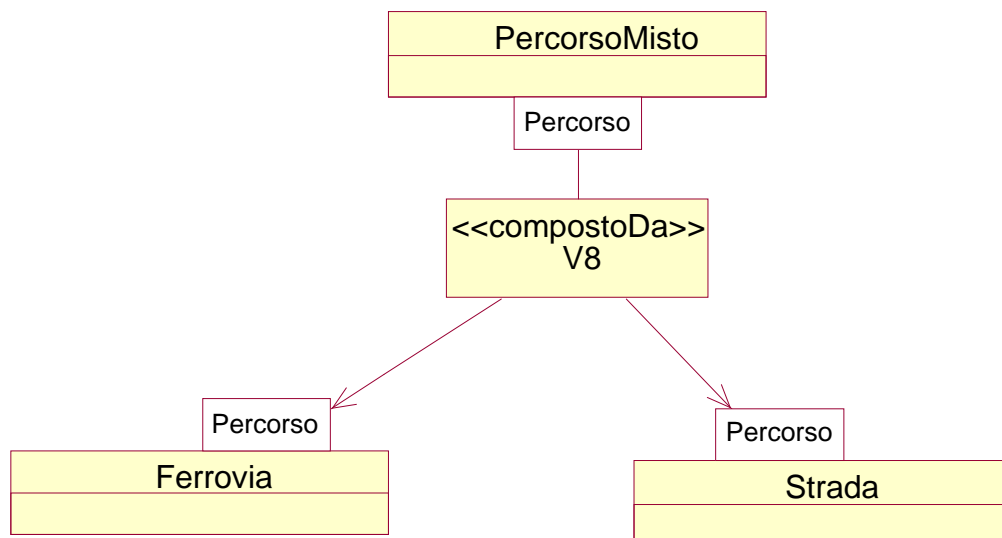 PercorsoMisto
Percorso
<<compostoDa>>
V8
Percorso
Percorso
Ferrovia
Strada